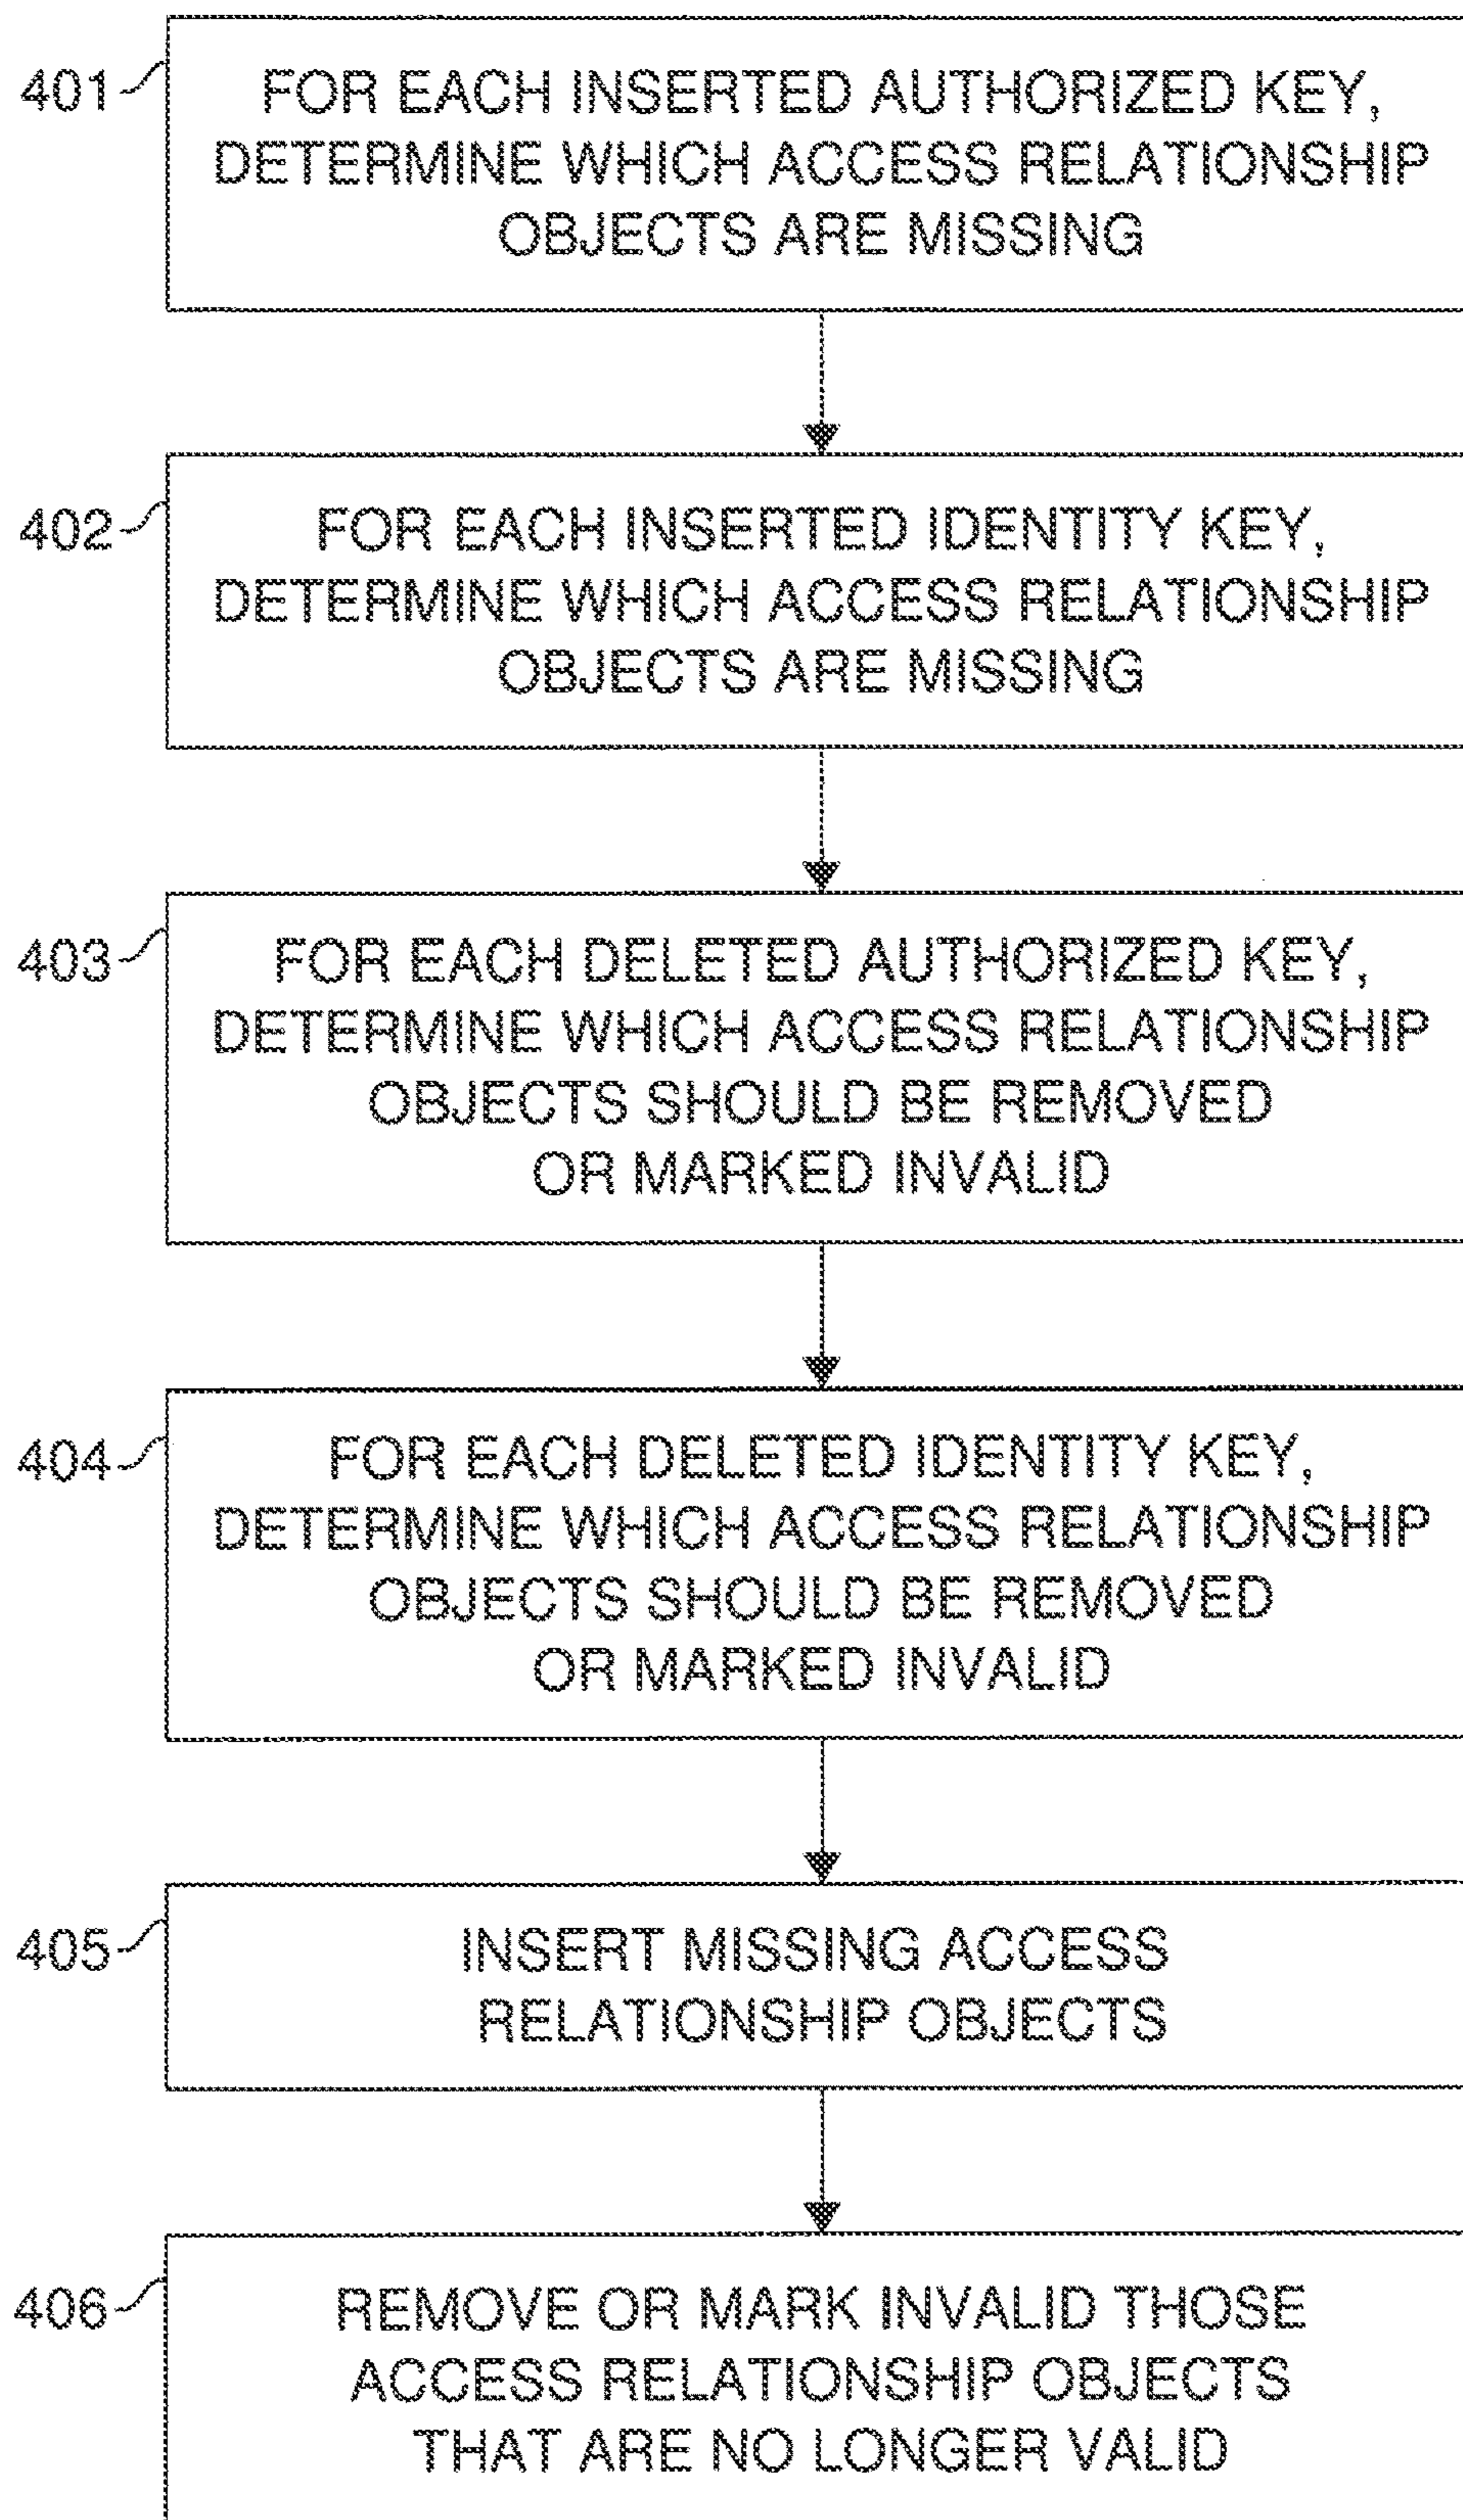 401
FOR EACH INSERTED AUTHORIZED KEY,
DETERMINE WHICH ACCESS RELATIONSHIP
OBJECTS ARE MISSING
402
FOR EACH INSERTED IDENTITY KEY,
DETERMINE WHICH ACCESS RELATIONSHIP
OBJECTS ARE MISSING
403
FOR EACH DELETED AUTHORIZED KEY,
DETERMINE WHICH ACCESS RELATIONSHIP
OBJECTS SHOULD BE REMOVED
OR MARKED INVALID
404
FOR EACH DELETED IDENTITY KEY,
DETERMINE WHICH ACCESS RELATIONSHIP
OBJECTS SHOULD BE REMOVED
OR MARKED INVALID
405
INSERT MISSING ACCESS
RELATIONSHIP OBJECTS
406
REMOVE OR MARK INVALID THOSE
ACCESS RELATIONSHIP OBJECTS
THAT ARE NO LONGER VALID